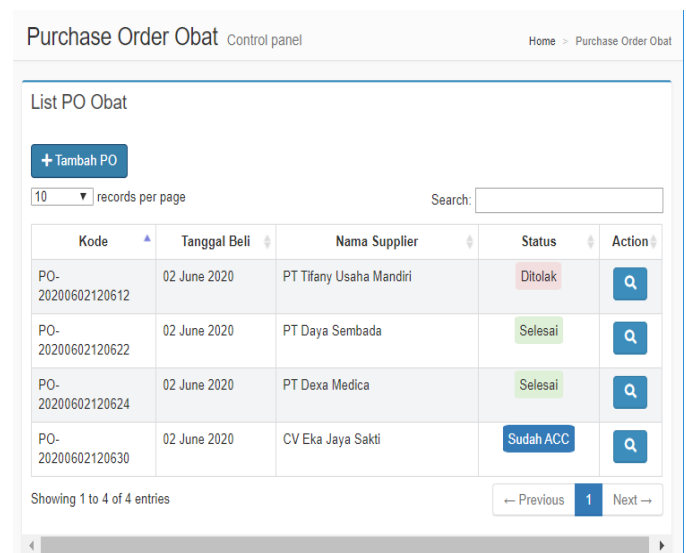 Purchase Order Obat Control panel
Home > Purchase Order Obat
List PO Obat
+ Tambah PO
10 records per page
Search:
Kode Tanggal Beli Nama Supplier Status Action
PO-
20200602120612 02 June 2020 PT Tifany Usaha Mandiri Ditolak
PO-
20200602120622 02 June 2020 PT Daya Sembada Selesai
PO-
20200602120624 02 June 2020 PT Dexa Medica Selesai
PO-
20200602120630 02 June 2020 CV Eka Jaya Sakti Sudah ACC
Showing 1 to 4 of 4 entries
← Previous 1 Next →